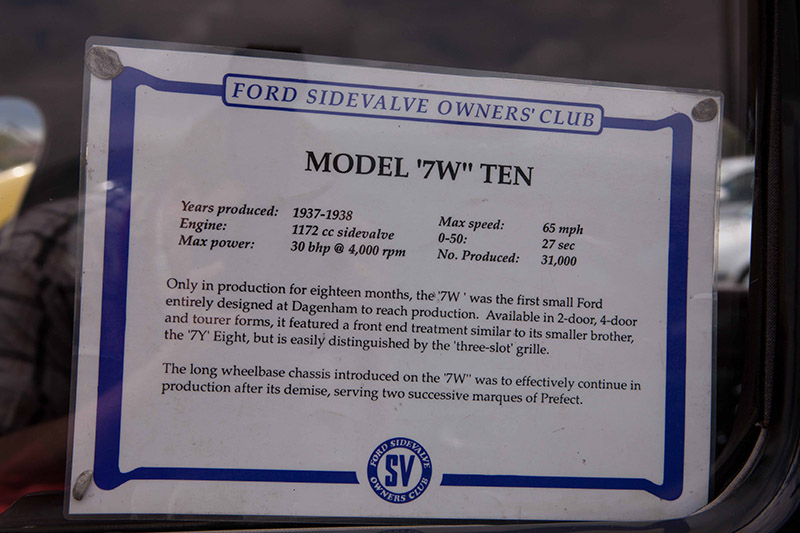 FORD SIDEVALVE OWNERS' CLUB
MODEL '7W" TEN
Years produced: 1937-1938
Engine: 1172 cc sidevalve
Max power: 30 bhp @ 4,000 rpm
Max speed: 65 mph
0-50: 27 sec
No. Produced: 31,000
Only in production for eighteen months, the '7W ' was the first small Ford
entirely designed at Dagenham to reach production. Available in 2-door, 4-door
and tourer forms, it featured a front end treatment similar to its smaller brother,
the '7Y' Eight, but is easily distinguished by the 'three-slot' grille.
The long wheelbase chassis introduced on the '7W" was to effectively continue in
production after its demise, serving two successive marques of Prefect.
FORD SIDEVALVE
SV
OWNERS CLUB